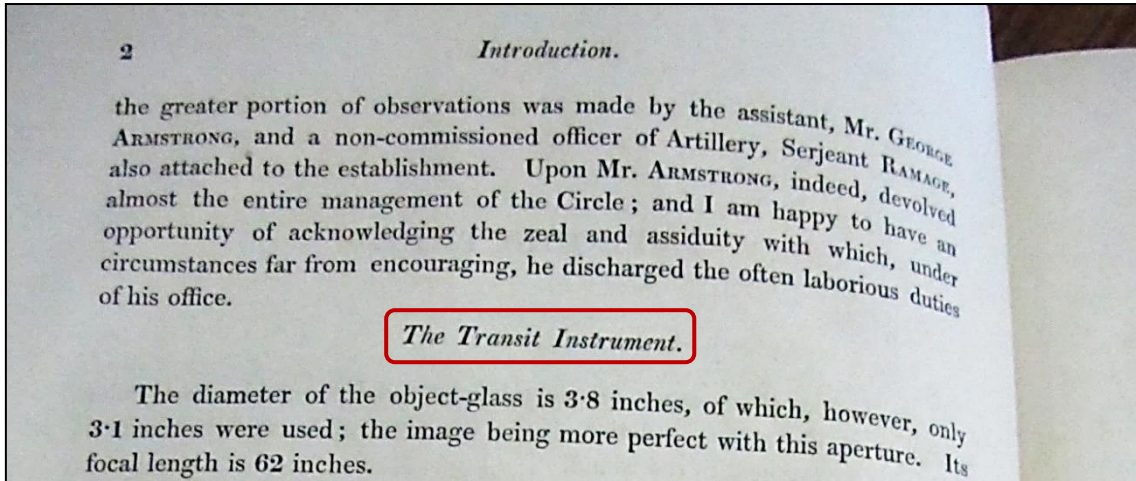 2
Introduction.
the greater portion of observations was made by the assistant, Mr. GEORGE
ARMSTRONG, and a non-commissioned officer of Artillery, Serjeant RAMAGE,
also attached to the establishment. Upon Mr. ARMSTRONG, indeed, devolved
almost the entire management of the Circle; and I am happy to have an
opportunity of acknowledging the zeal and assiduity with which, under
circumstances far from encouraging, he discharged the often laborious duties
of his office.
The Transit Instrument.
The diameter of the object-glass is 3·8 inches, of which, however, only
3·1 inches were used; the image being more perfect with this aperture. Its
focal length is 62 inches.